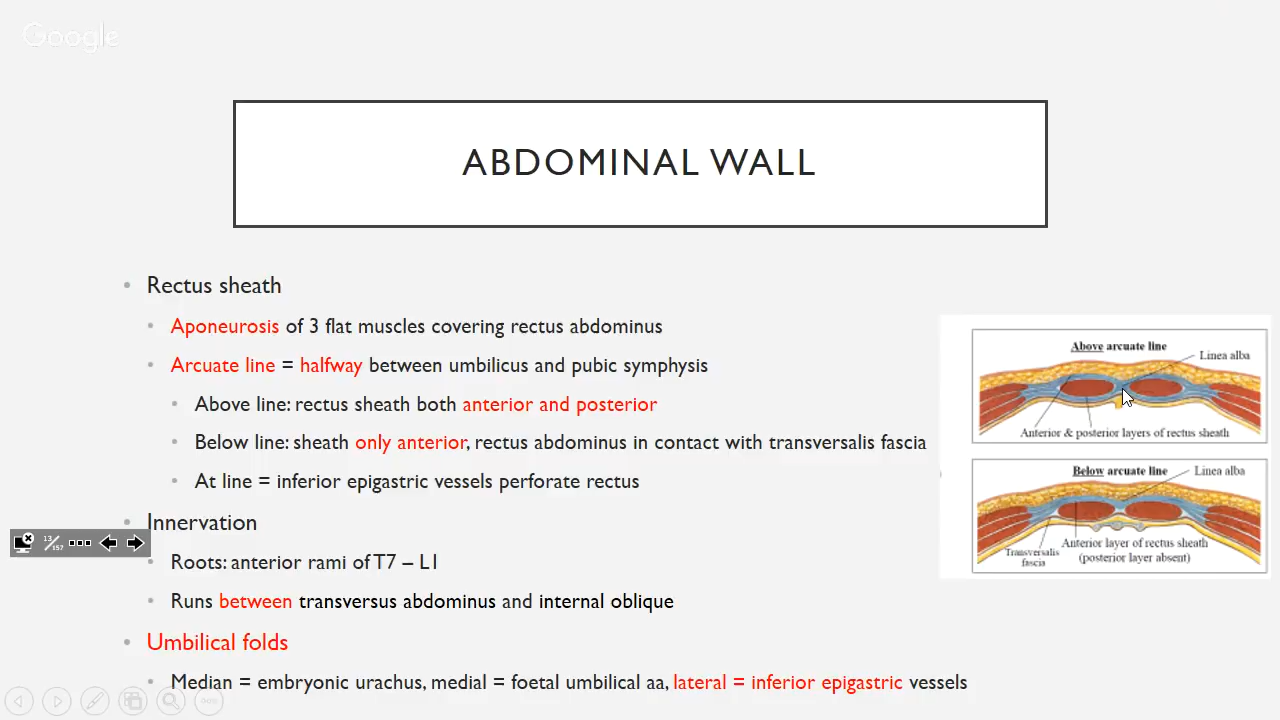 Google
ABDOMINAL WALL
• Rectus sheath
• Aponeurosis of 3 flat muscles covering rectus abdominus
• Arcuate line = halfway between umbilicus and pubic symphysis
• Above line: rectus sheath both anterior and posterior
• Below line: sheath only anterior, rectus abdominus in contact with transversalis fascia
• At line = inferior epigastric vessels perforate rectus
• Innervation
• Roots: anterior rami of T7 – L1
• Runs between transversus abdominus and internal oblique
• Umbilical folds
• Median = embryonic urachus, medial = foetal umbilical aa, lateral = inferior epigastric vessels
Above arcuate line
Linea alba
Anterior & posterior layers of rectus sheath
Below arcuate line
Linea alba
Transversalis
fascia
Anterior layer of rectus sheath
(posterior layer absent)
13/157